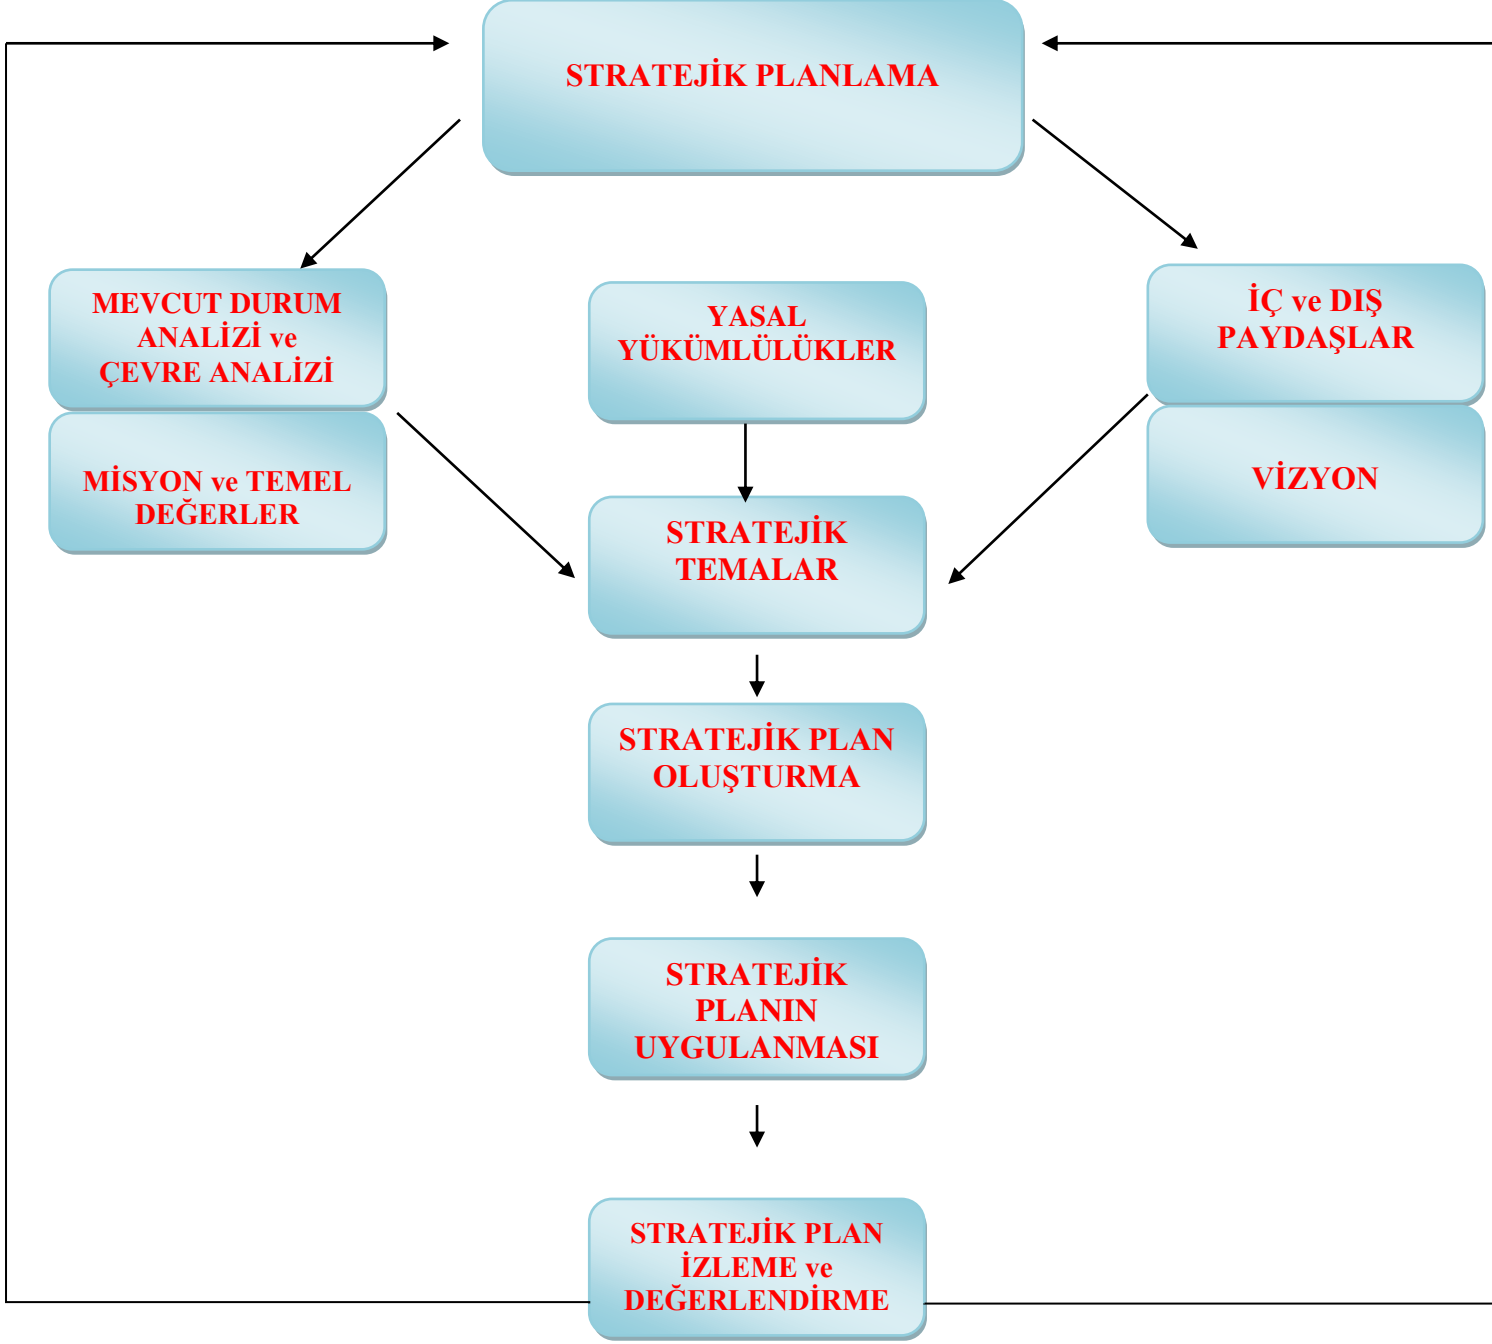 STRATEJİK PLANLAMA
MEVCUT DURUM
ANALİZİ ve
ÇEVRE ANALİZİ
YASAL
YÜKÜMLÜLÜKLER
İÇ ve DIŞ
PAYDAŞLAR
MİSYON ve TEMEL
DEĞERLER
VİZYON
STRATEJİK
TEMALAR
STRATEJİK PLAN
OLUŞTURMA
STRATEJİK
PLANIN
UYGULANMASI
STRATEJİK PLAN
İZLEME ve
DEĞERLENDİRME